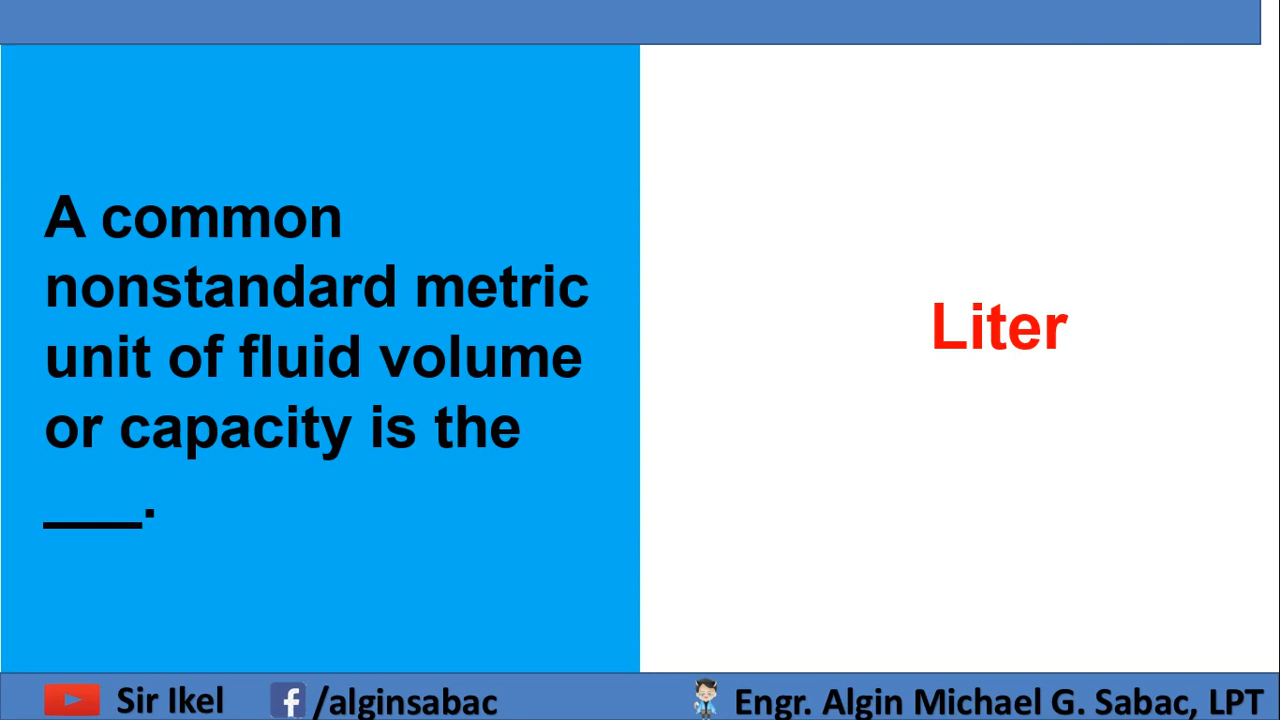 A common
nonstandard metric
unit of fluid volume
or capacity is the
___.
Liter
Sir Ikel
/alginsabac
Engr. Algin Michael G. Sabac, LPT